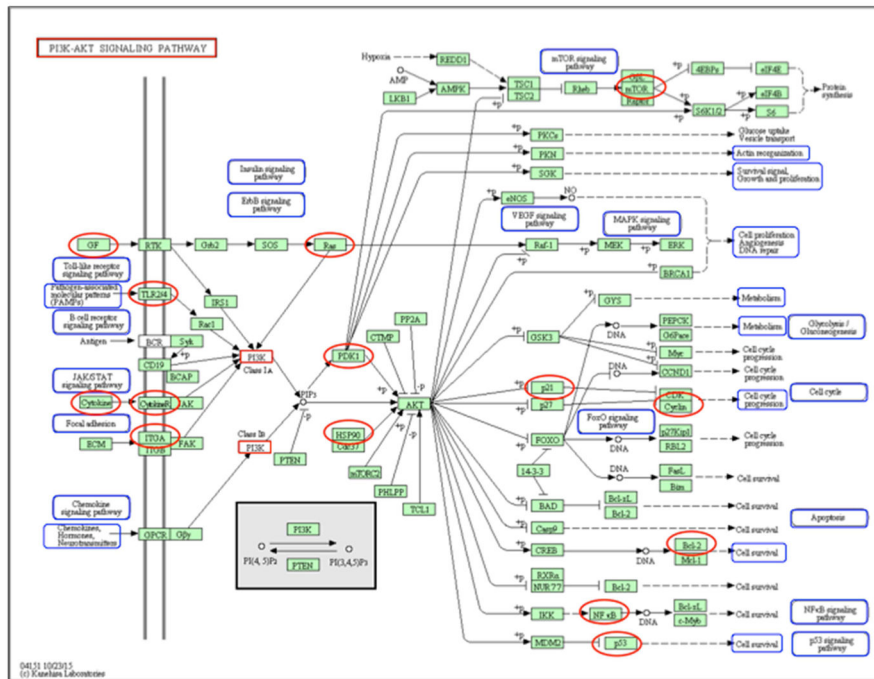 PI3K-AKT SIGNALING PATHWAY
Hypoxia
REDD1
AMP
LKB1
AMPK
TSC1
TSC2
Rheb
mTOR signaling
pathway
mTOR
Raptor
4EBPs
eIF4E
eIF4B
S6K1/2
S6
Protein
synthesis
PKCs
Glucose uptake
Vesicle transport
PKN
Actin reorganization
SGK
Survival signal,
Growth and proliferation
Insulin signaling
pathway
ErbB signaling
pathway
eNOS
NO
VEGF signaling
pathway
MAPK signaling
pathway
GF
RTK
Grb2
SOS
Ras
Raf-1
MEK
ERK
BRCA1
Cell proliferation
Angiogenesis
DNA repair
Toll-like receptor
signaling pathway
Pathogen-associated
molecular patterns
(PAMPs)
TLR2/4
IRS1
Rac1
B cell receptor
signaling pathway
Antigen
BCR
Syk
CD19
BCAP
PI3K
Class IA
PDK1
PP2A
CTMP
GYS
Metabolism
GSK3
DNA
PEPCK
G6Pase
Metabolism
Glycolysis /
Gluconeogenesis
Myc
Cell cycle
progression
DNA
CCND1
Cell cycle
progression
JAK/STAT
signaling pathway
Cytokine
CytokineR
JAK
PIP3
AKT
p21
p27
CDK
Cyclin
Cell cycle
progression
Cell cycle
Focal adhesion
ECM
ITGA
ITGB
FAK
Class IB
PI3K
PTEN
HSP90
Cdc37
mTORC2
PHLPP
TCL1
FoxO signaling
pathway
FOXO
p27Kip1
RBL2
DNA
Cell cycle
progression
14-3-3
DNA
FasL
Bim
Cell survival
BAD
Bcl-xL
Bcl-2
Cell survival
Apoptosis
Casp9
Cell survival
Chemokine
signaling pathway
Chemokines,
Hormones,
Neurotransmitters
GPCR
Gβγ
PI3K
PI(4, 5)P2
PI(3,4,5)P3
PTEN
CREB
DNA
Bcl-2
Mcl-1
Cell survival
RXRα
NUR77
Bcl-2
Cell survival
IKK
NFκB
DNA
Bcl-xL
c-Myb
Cell survival
NFκB signaling
pathway
MDM2
p53
Cell survival
p53 signaling
pathway
04151 10/23/15
(c) Kanehisa Laboratories